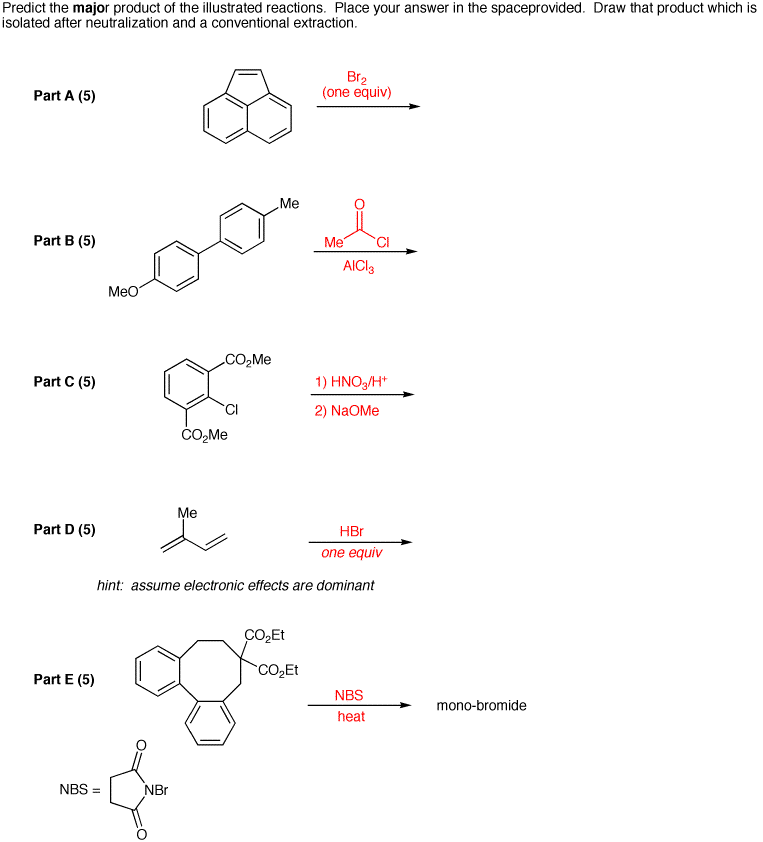 Predict the major product of the illustrated reactions.  Place your answer in the spaceprovided.  Draw that product which is
isolated after neutralization and a conventional extraction.
Part A (5)
Br2
(one equiv)
Part B (5)
Me
MeO
O
Me
Cl
AlCl3
Part C (5)
CO2Me
Cl
CO2Me
1) HNO3/H+
2) NaOMe
Part D (5)
Me
HBr
one equiv
hint:  assume electronic effects are dominant
Part E (5)
CO2Et
CO2Et
NBS
heat
mono-bromide
NBS =
O
NBr
O